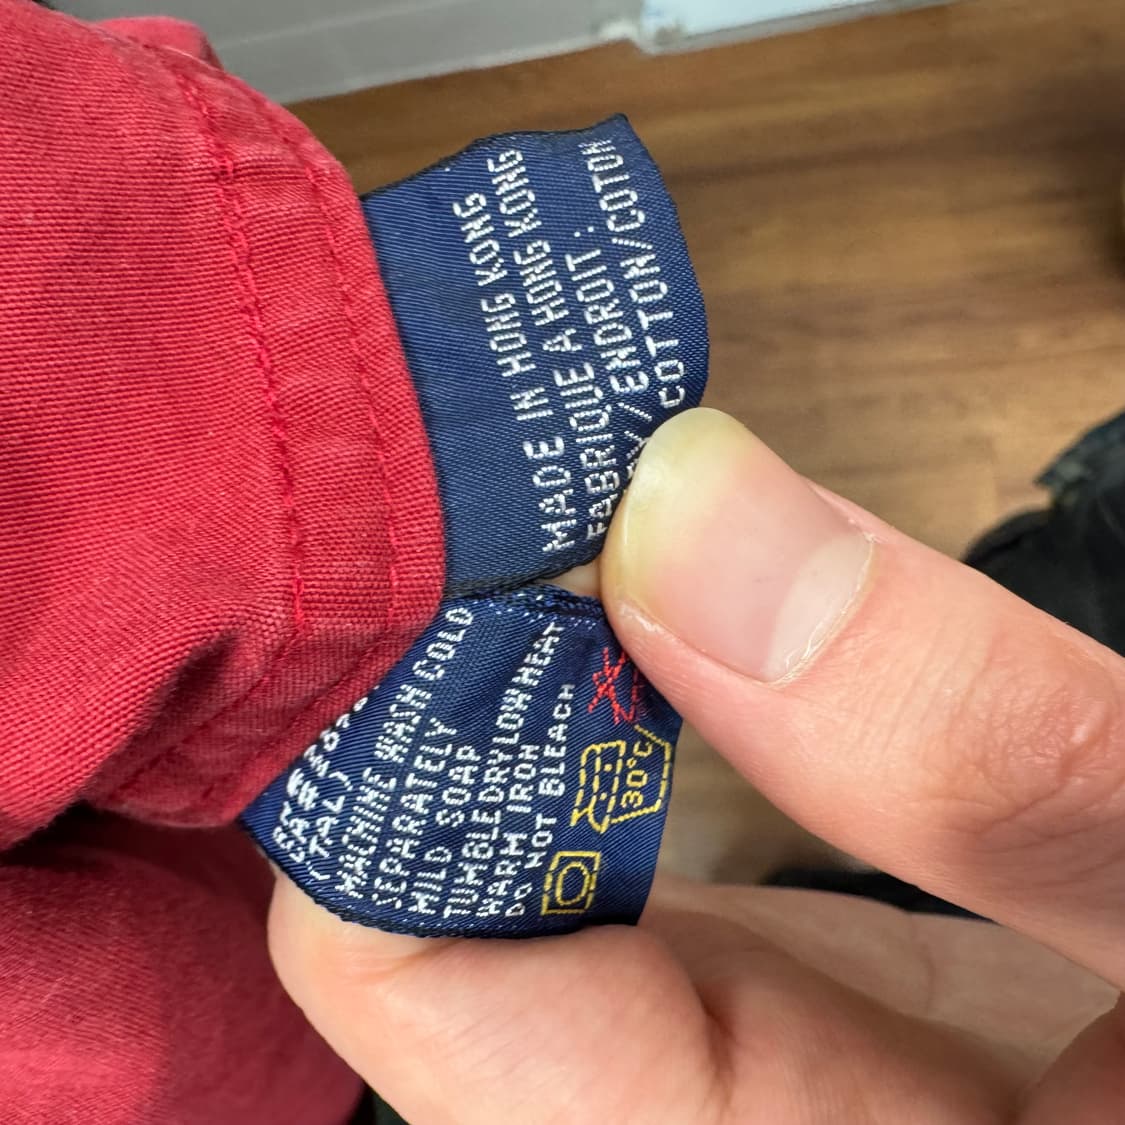 MADE IN HONG KONG
FABRIQUE A HONG KONG
/ ENDROIT :
COTTON/COTON
MACHINE WASH COLD
SEPARATELY
MILD SOAP
TUMBLE DRY LOW HEAT
WARM IRON
DO NOT BLEACH
30°C